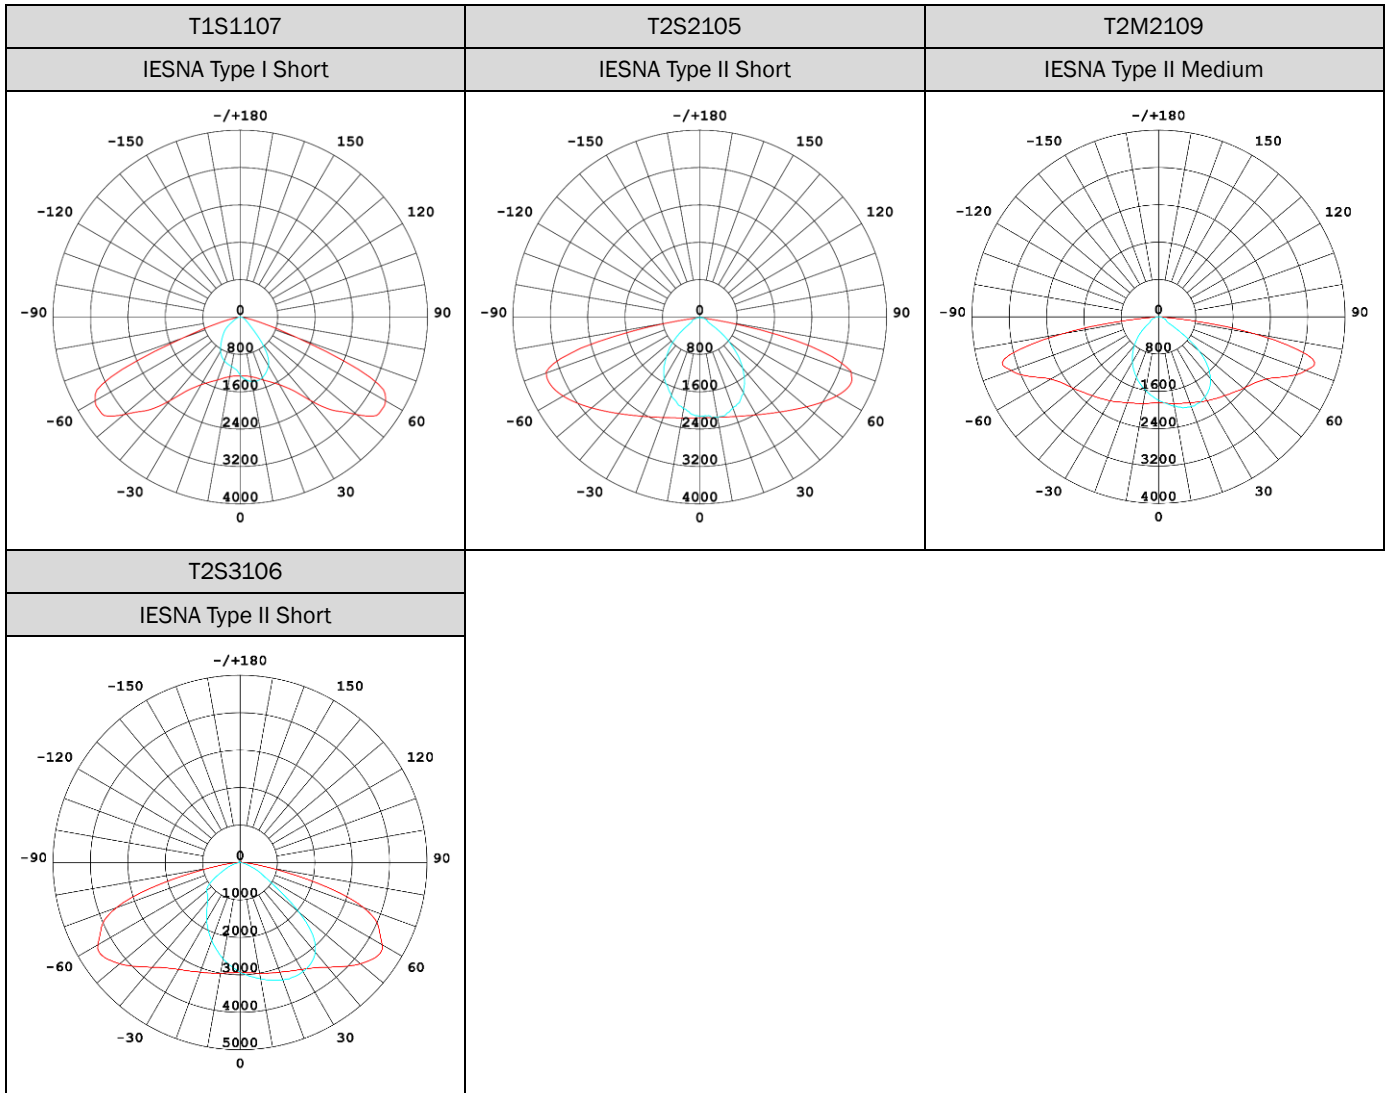 T1S1107 T2S2105 T2M2109
IESNA Type I Short IESNA Type II Short IESNA Type II Medium
-/+180 -/+180 -/+180
-150 150 -150 150 -150 150
-120 120 -120 120 -120 120
-90 0 90 -90 0 90 -90 0 90
800 800 800
1600 1600 1600
-60 2400 60 -60 2400 60 -60 2400 60
3200 3200 3200
-30 30 -30 30 -30 30
4000 4000 4000
0 0 0
T2S3106
IESNA Type II Short
-/+180
-150 150
-120 120
-90 0 90
1000
2000
-60 3000 60
4000
-30 30
5000
0